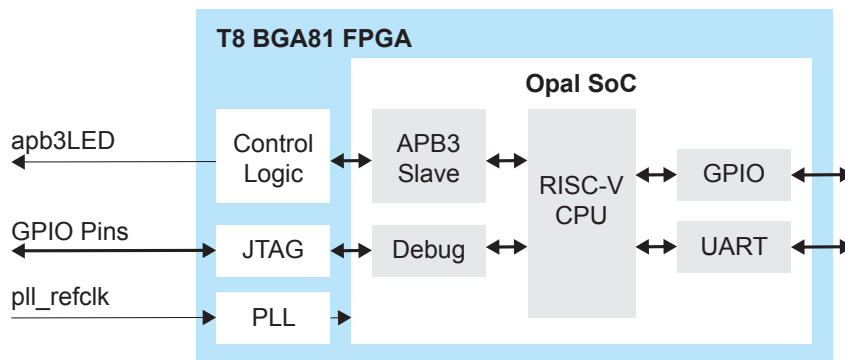 T8 BGA81 FPGA
Opal SoC
apb3LED
Control
Logic
APB3
Slave
RISC-V
CPU
GPIO
GPIO Pins
JTAG
Debug
UART
pll_refclk
PLL